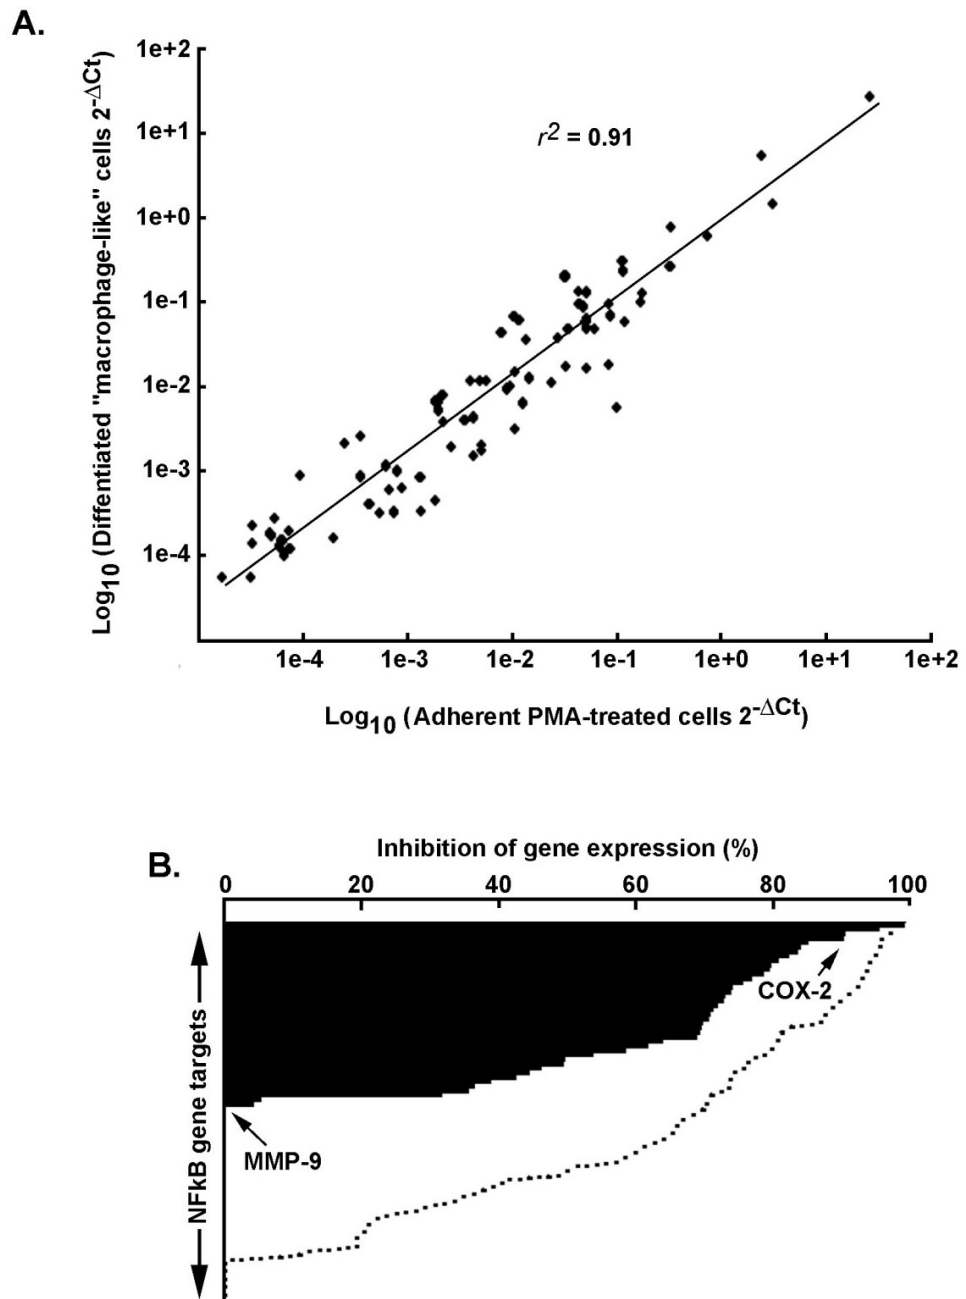 A.
1e+2
1e+1
1e+0
1e-1
1e-2
1e-3
1e-4
Log10 (Diffentiated "macrophage-like" cells 2-ΔCt)
r2 = 0.91
1e-4 1e-3 1e-2 1e-1 1e+0 1e+1 1e+2
Log10 (Adherent PMA-treated cells 2-ΔCt)
B.
Inhibition of gene expression (%)
0 20 40 60 80 100
COX-2
MMP-9
NFkB gene targets